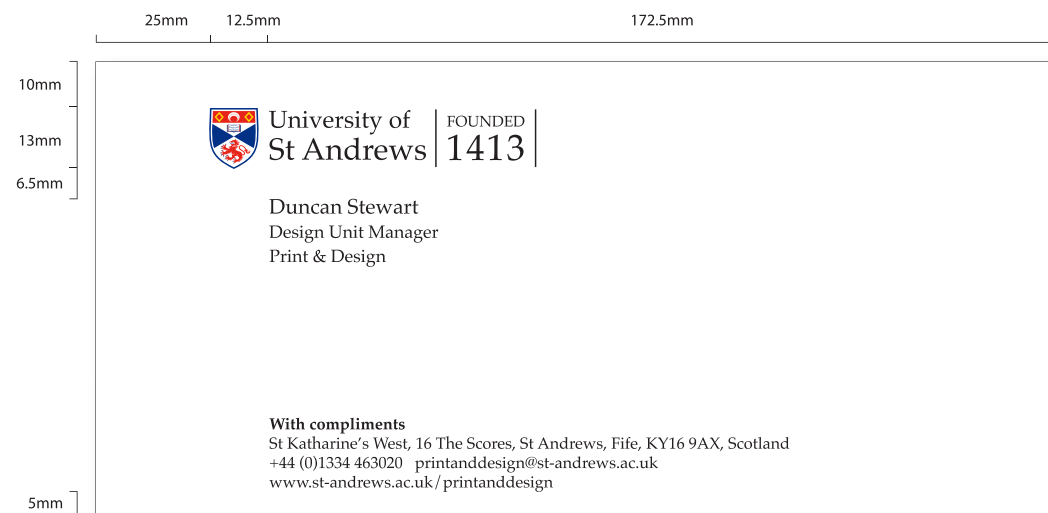 25mm 12.5mm 172.5mm
10mm
13mm
6.5mm
University of
St Andrews
FOUNDED
1413
Duncan Stewart
Design Unit Manager
Print & Design
With compliments
St Katharine’s West, 16 The Scores, St Andrews, Fife, KY16 9AX, Scotland
+44 (0)1334 463020 printanddesign@st-andrews.ac.uk
www.st-andrews.ac.uk/printanddesign
5mm